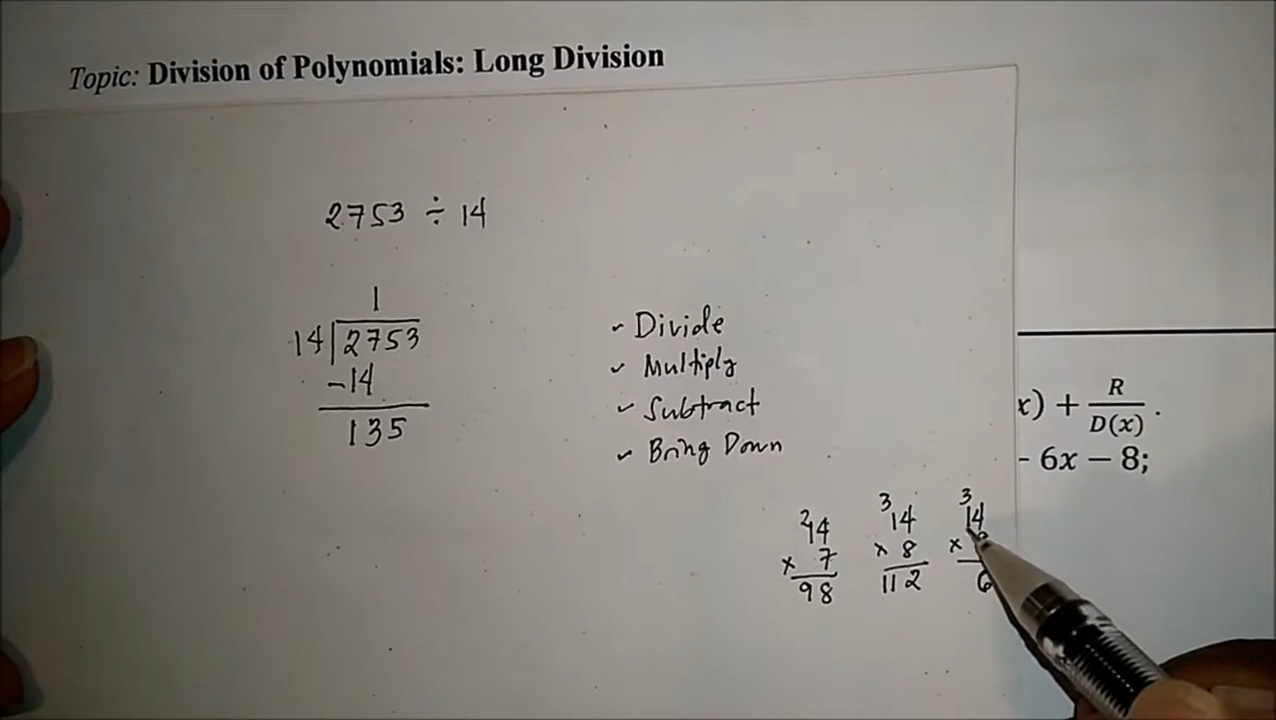 Topic: Division of Polynomials: Long Division
2753 ÷ 14
1
14 2753
-14
135
- Divide
✓ Multiply
✓ Subtract
✓ Bring Down
x) + R
D(x) .
- 6x − 8;
2
14
x 7
98
3
14
x 8
112
3
14
x
6